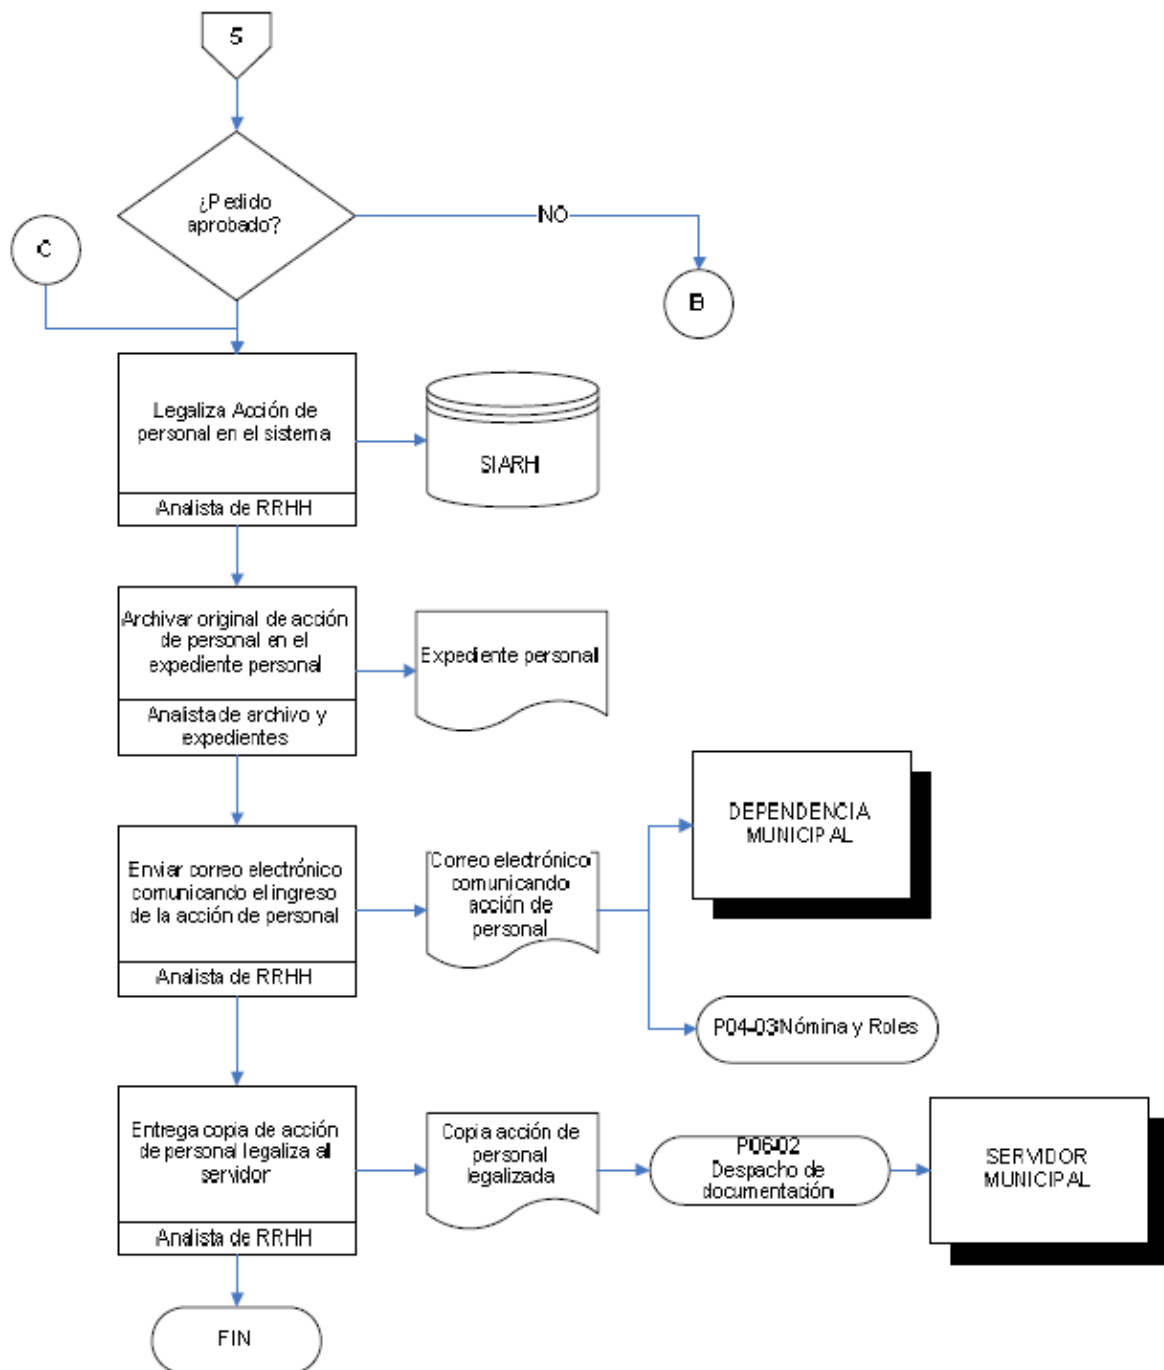 5
¿Pedido
aprobado?
NO
C
B
Legaliza Acción de
personal en el sistema
Analista de RRHH
SIARH
Archivar original de acción
de personal en el
expediente personal
Analista de archivo y
expedientes
Expediente personal
DEPENDENCIA
MUNICIPAL
Enviar correo electrónico
comunicando el ingreso
de la acción de personal
Analista de RRHH
Correo electrónico
comunicando
acción de
personal
P04-03Nómina y Roles
Entrega copia de acción
de personal legaliza al
servidor
Analista de RRHH
Copia acción de
personal
legalizada
P06-02
Despacho de
documentación
SERVIDOR
MUNICIPAL
FIN